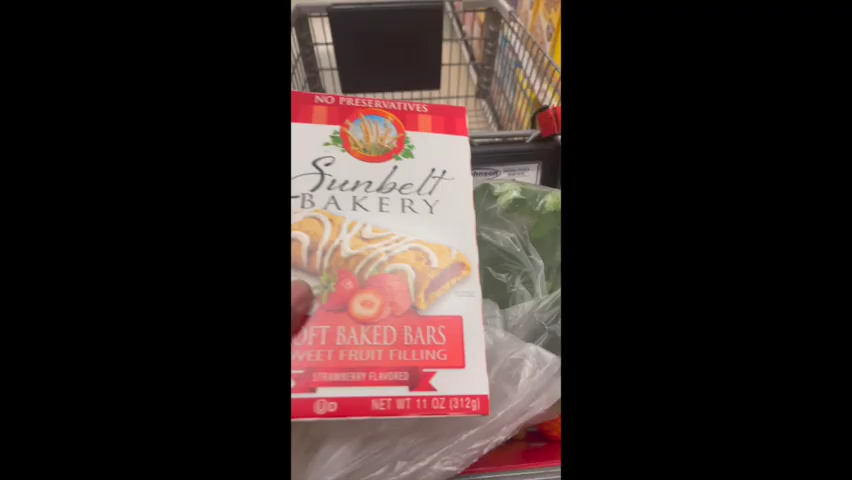 NO PRESERVATIVES
Sunbelt
BAKERY
OFT BAKED BARS
WEET FRUIT FILLING
STRAWBERRY FLAVORED
NET WT 11 OZ (312g)